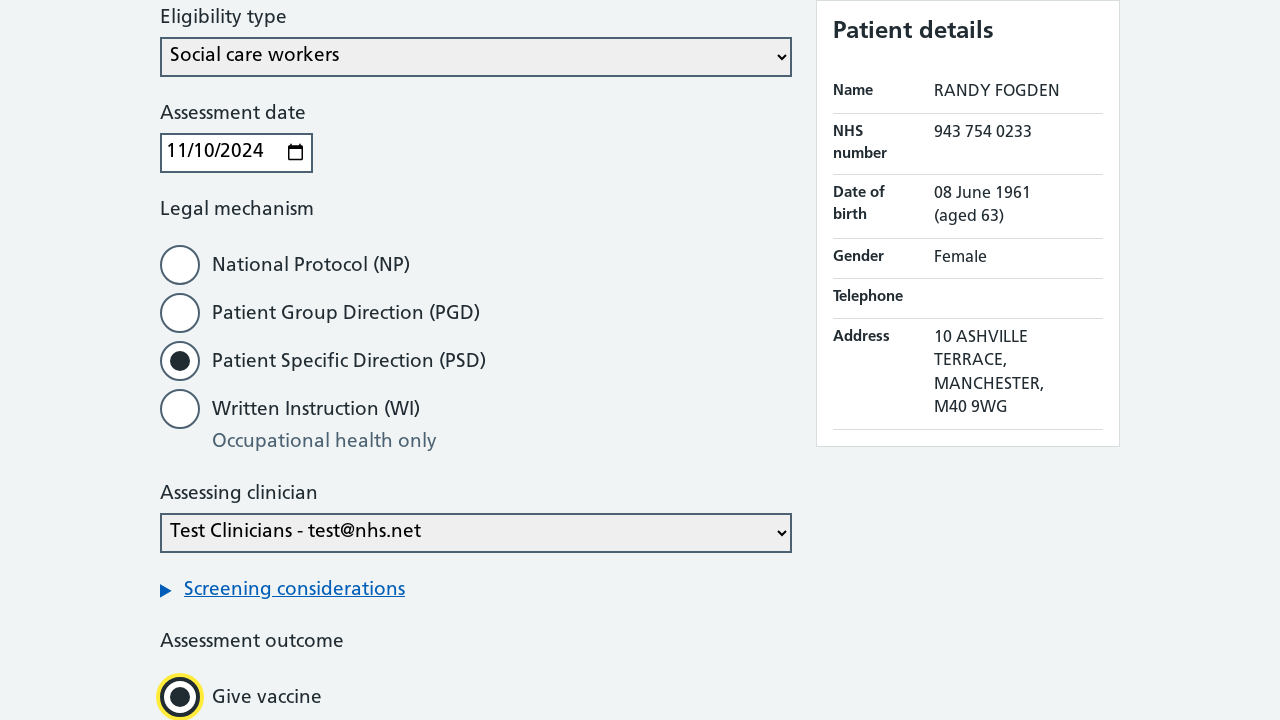 Eligibility type
Social care workers
Assessment date
11/10/2024
Legal mechanism
National Protocol (NP)
Patient Group Direction (PGD)
Patient Specific Direction (PSD)
Written Instruction (WI)
Occupational health only
Assessing clinician
Test Clinicians - test@nhs.net
Screening considerations
Assessment outcome
Give vaccine
Patient details
Name RANDY FOGDEN
NHS number 943 754 0233
Date of birth 08 June 1961
(aged 63)
Gender Female
Telephone
Address 10 ASHVILLE
TERRACE,
MANCHESTER,
M40 9WG